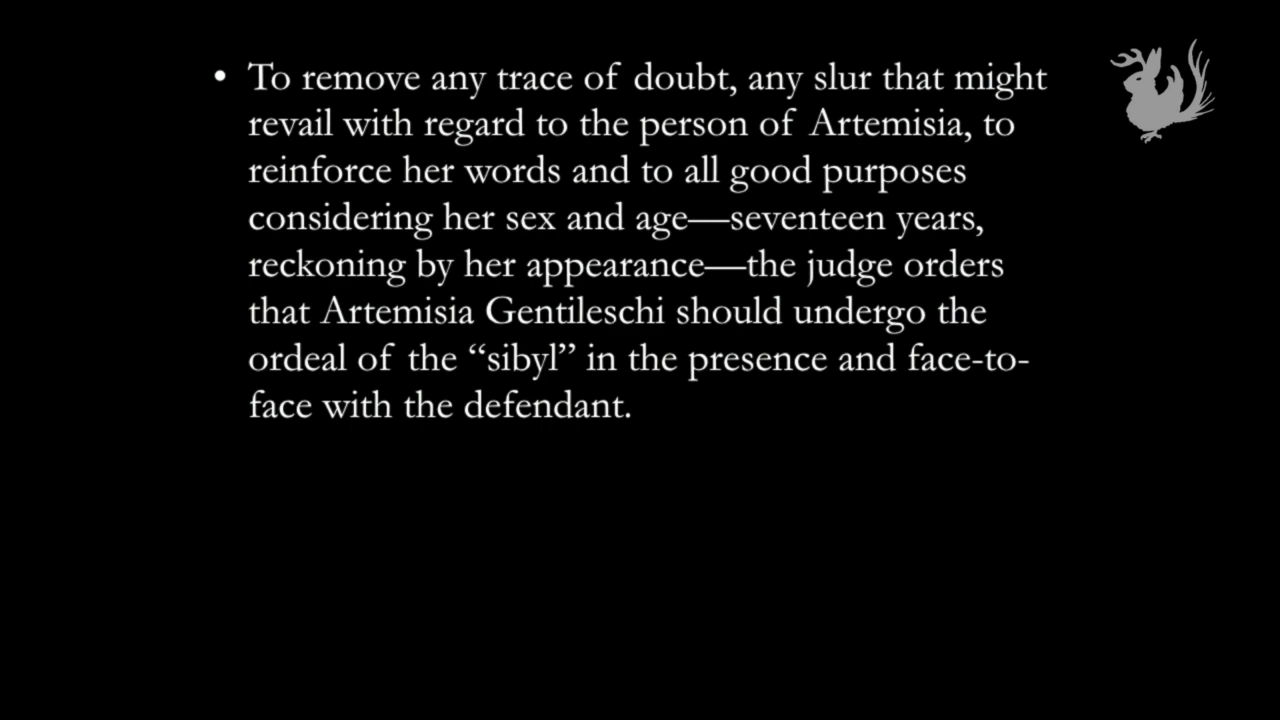 • To remove any trace of doubt, any slur that might
revail with regard to the person of Artemisia, to
reinforce her words and to all good purposes
considering her sex and age—seventeen years,
reckoning by her appearance—the judge orders
that Artemisia Gentileschi should undergo the
ordeal of the “sibyl” in the presence and face-to-
face with the defendant.